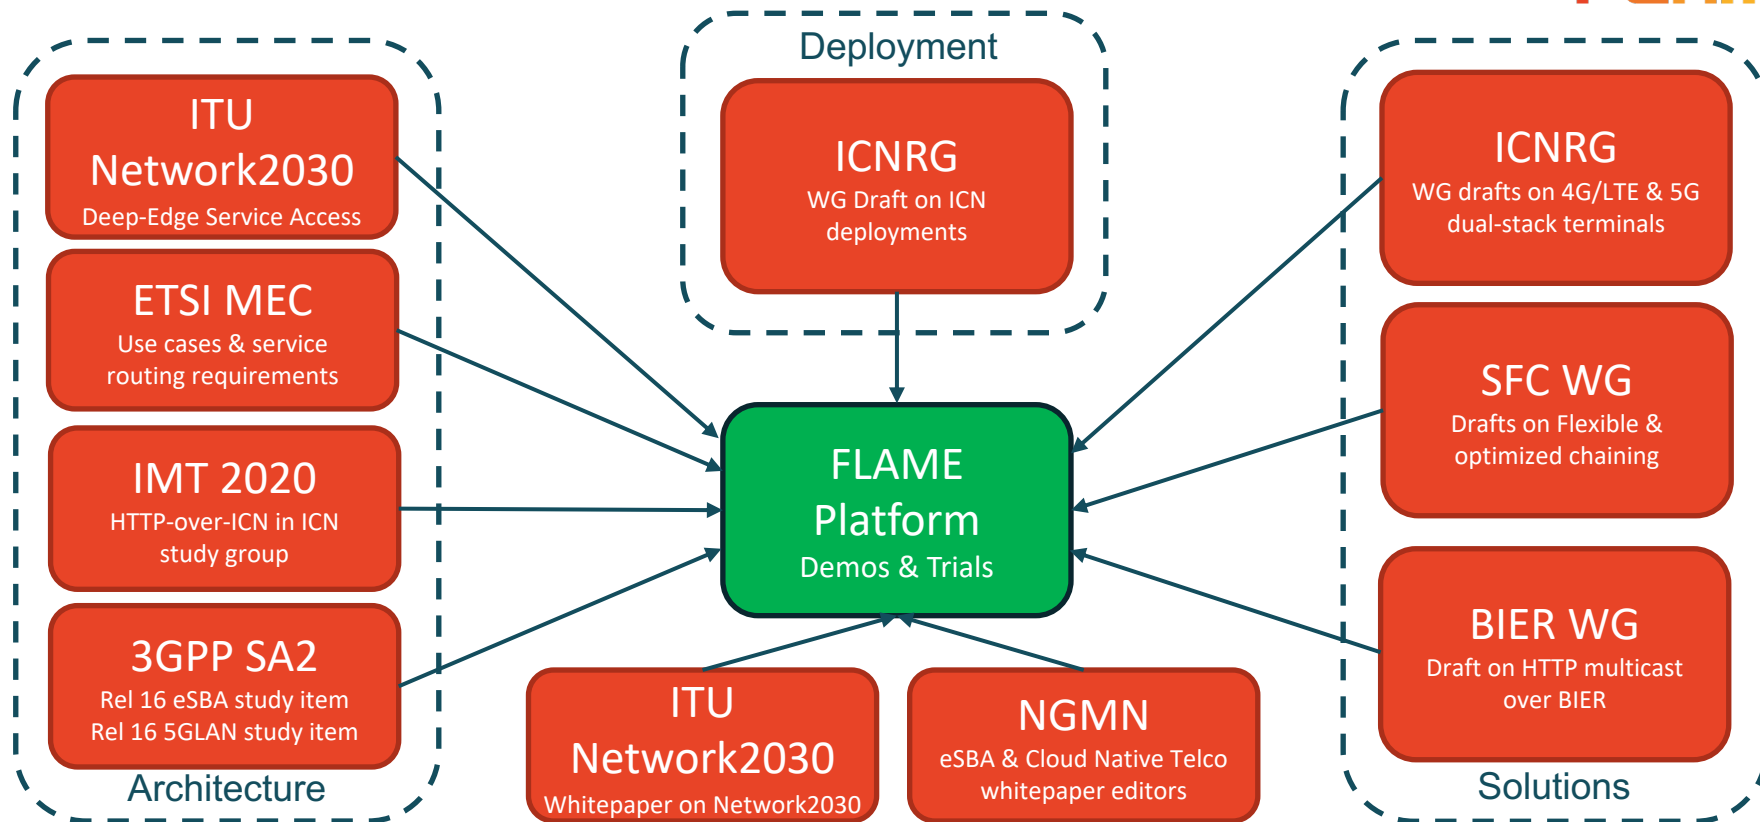 Deployment
ITU
Network2030
Deep-Edge Service Access
ETSI MEC
Use cases & service
routing requirements
IMT 2020
HTTP-over-ICN in ICN
study group
3GPP SA2
Rel 16 eSBA study item
Rel 16 5GLAN study item
Architecture
ICNRG
WG Draft on ICN
deployments
FLAME
Platform
Demos & Trials
ITU
Network2030
Whitepaper on Network2030
NGMN
eSBA & Cloud Native Telco
whitepaper editors
ICNRG
WG drafts on 4G/LTE & 5G
dual-stack terminals
SFC WG
Drafts on Flexible &
optimized chaining
BIER WG
Draft on HTTP multicast
over BIER
Solutions